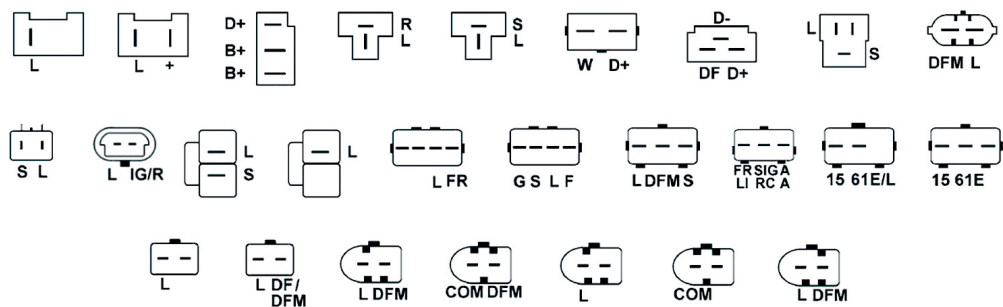 L
L +
D+
B+
B+
R
L
S
L
W D+
D-
DF D+
L
S
DFM L
S L
L IG/R
L
S
L
L FR
G S L F
L DFM S
FR SIG A
LI RC A
15 61E/L
15 61E
L
L DF/
DFM
L DFM
COM DFM
L
COM
L DFM